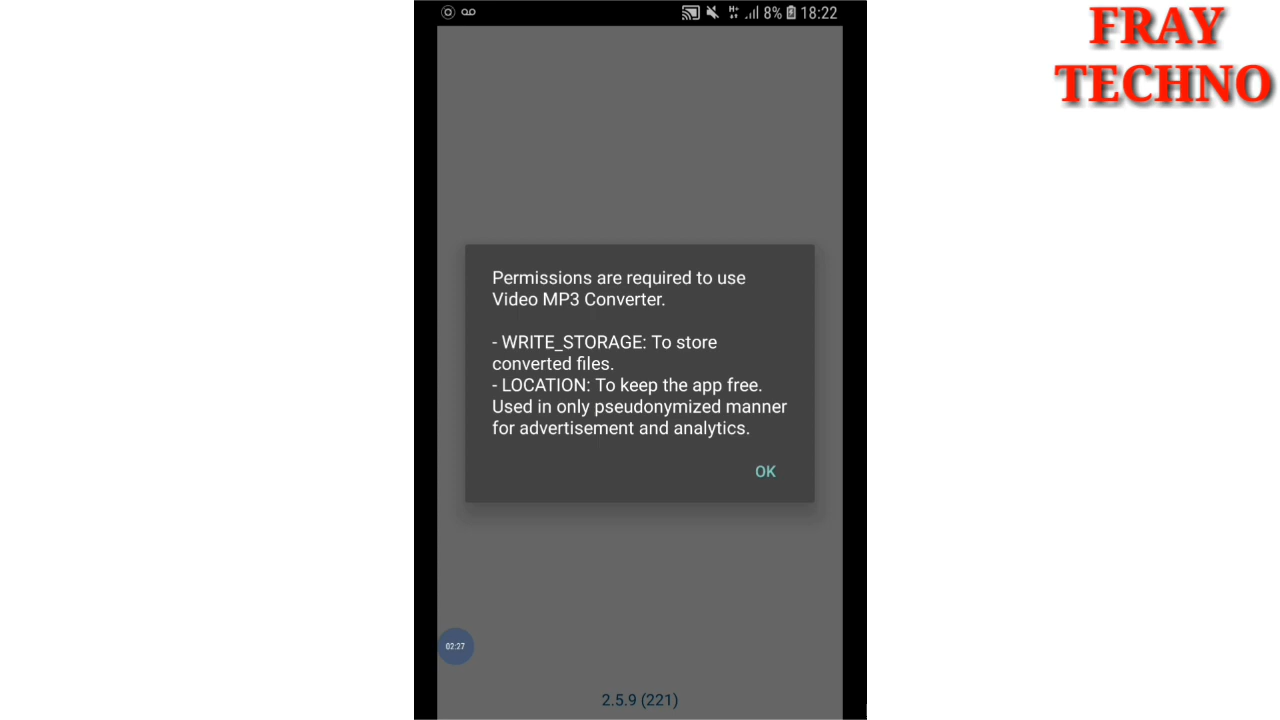 8% 18:22
FRAY
TECHNO
Permissions are required to use
Video MP3 Converter.
- WRITE_STORAGE: To store
converted files.
- LOCATION: To keep the app free.
Used in only pseudonymized manner
for advertisement and analytics.
OK
02:27
2.5.9 (221)